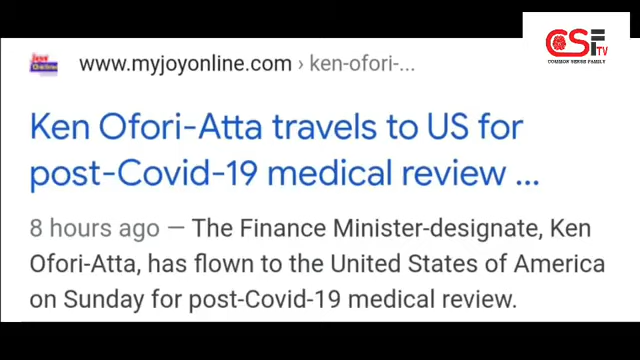 CSF TV
COMMON SENSE FAMILY
www.myjoyonline.com › ken-ofori-...
Ken Ofori-Atta travels to US for
post-Covid-19 medical review ...
8 hours ago — The Finance Minister-designate, Ken
Ofori-Atta, has flown to the United States of America
on Sunday for post-Covid-19 medical review.